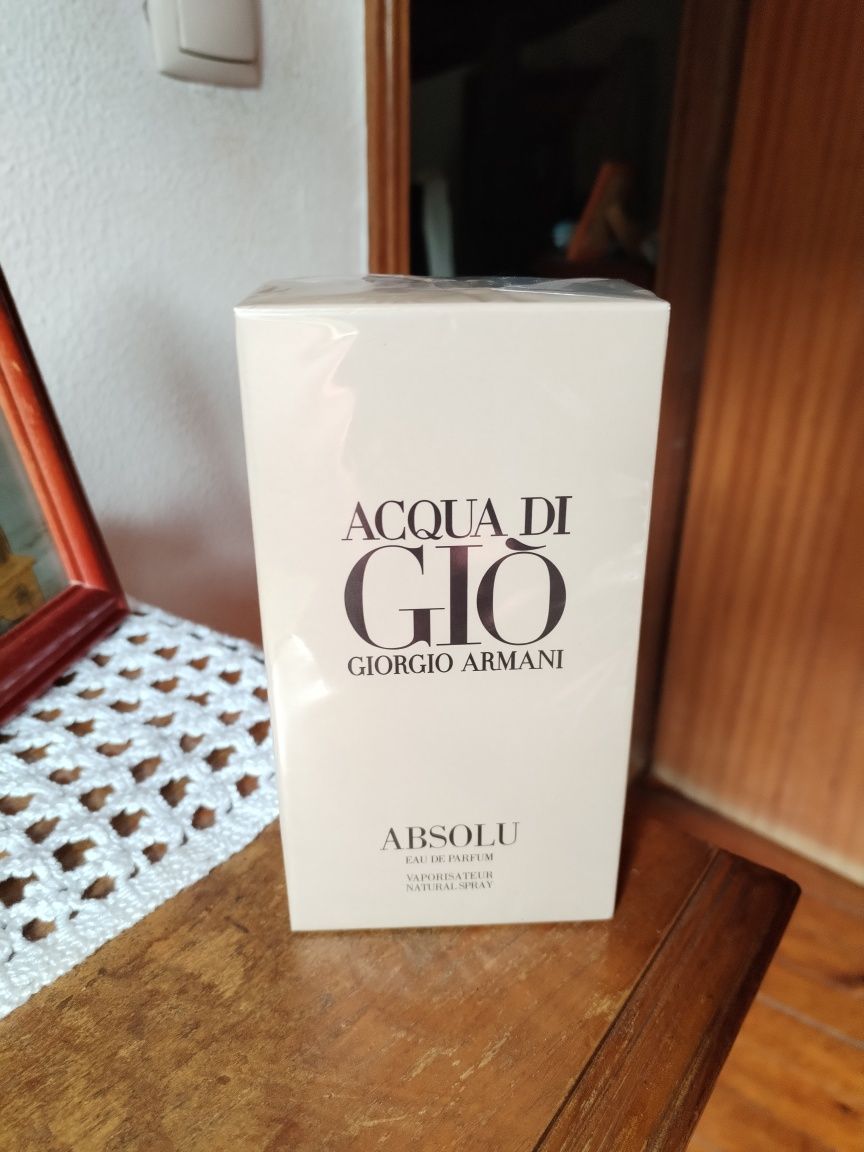 ACQUA DI
GIÒ
GIORGIO ARMANI
ABSOLU
EAU DE PARFUM
VAPORISATEUR
NATURAL SPRAY